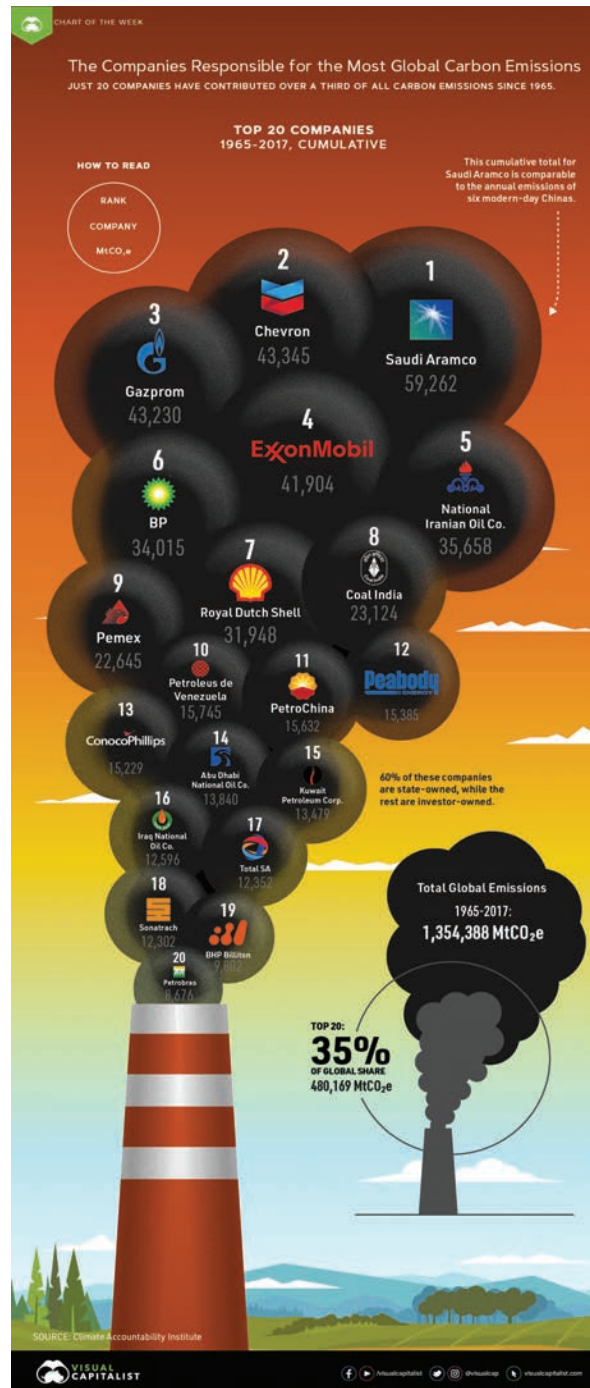 CHART OF THE WEEK
The Companies Responsible for the Most Global Carbon Emissions
JUST 20 COMPANIES HAVE CONTRIBUTED OVER A THIRD OF ALL CARBON EMISSIONS SINCE 1965.
TOP 20 COMPANIES
1965-2017, CUMULATIVE
HOW TO READ
RANK
COMPANY
MtCO₂e
This cumulative total for
Saudi Aramco is comparable
to the annual emissions of
six modern-day Chinas.
1
Saudi Aramco
59,262
2
Chevron
43,345
3
Gazprom
43,230
4
ExxonMobil
41,904
5
National
Iranian Oil Co.
35,658
6
BP
34,015
7
Royal Dutch Shell
31,948
8
Coal India
Coal India
23,124
9
Pemex
22,645
10
Petroleus de
Venezuela
15,745
11
PetroChina
15,632
12
Peabody
ENERGY
15,385
13
ConocoPhillips
15,229
14
Abu Dhabi
National Oil Co.
13,840
15
Kuwait
Petroleum Corp.
13,479
16
Iraq National
Oil Co.
12,596
17
Total SA
12,352
18
Sonatrach
12,302
19
BHP Billiton
9,802
20
Petrobras
8,676
60% of these companies
are state-owned, while the
rest are investor-owned.
Total Global Emissions
1965-2017:
1,354,388 MtCO₂e
TOP 20:
35%
OF GLOBAL SHARE
480,169 MtCO₂e
SOURCE: Climate Accountability Institute
VISUAL
CAPITALIST
/visualcapitalist
@visualcap
visualcapitalist.com